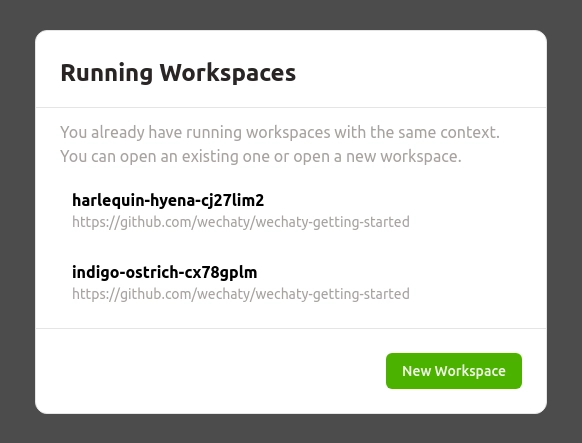 Running Workspaces
You already have running workspaces with the same context.
You can open an existing one or open a new workspace.
harlequin-hyena-cj27lim2
https://github.com/wechaty/wechaty-getting-started
indigo-ostrich-cx78gplm
https://github.com/wechaty/wechaty-getting-started
New Workspace